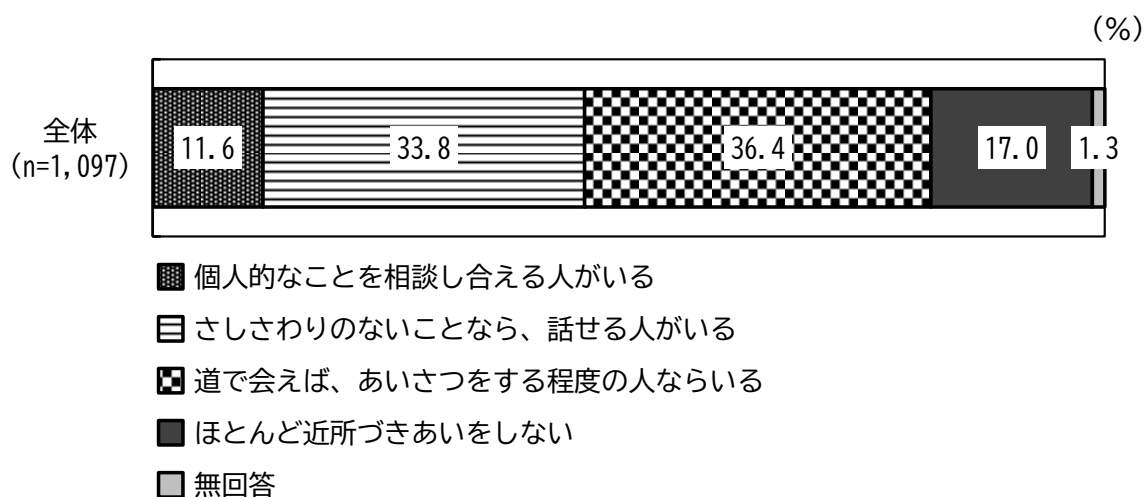 (%)
全体
(n=1,097)
11.6 33.8 36.4 17.0 1.3
個人的なことを相談し合える人がいる
さしさわりのないことなら、話せる人がいる
道で会えば、あいさつをする程度の人ならいる
ほとんど近所づきあいをしない
無回答